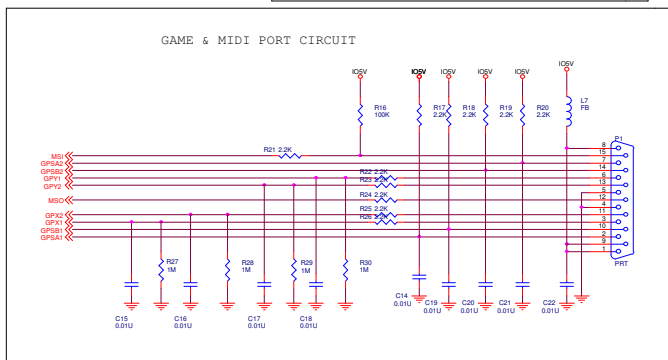 GAME & MIDI PORT CIRCUIT
IO5V IO5V IO5V IO5V IO5V IO5V
R16
100K
R17
2.2K
R18
2.2K
R19
2.2K
R20
2.2K
L7
FB
P1
R21 2.2K
MSI
GPSA2
GPSB2
GPY1
GPY2
MSO
GPX2
GPX1
GPSB1
GPSA1
R22 2.2K
R23 2.2K
R24 2.2K
R25 2.2K
R26 2.2K
8
15
7
14
6
13
5
12
4
11
3
10
2
9
1
PRT
R27
1M
R28
1M
R29
1M
R30
1M
C15
0.01U
C16
0.01U
C17
0.01U
C18
0.01U
C14
0.01U
C19
0.01U
C20
0.01U
C21
0.01U
C22
0.01U